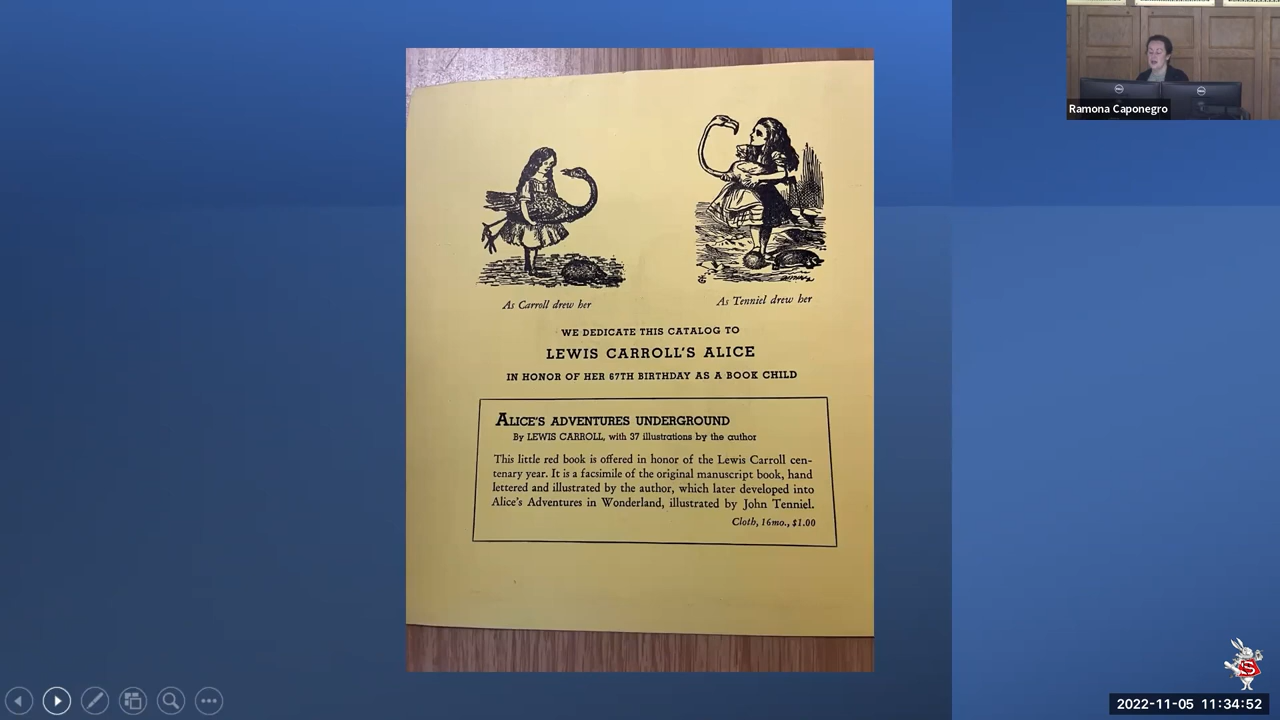 Ramona Caponegro
As Carroll drew her
As Tenniel drew her
WE DEDICATE THIS CATALOG TO
LEWIS CARROLL'S ALICE
IN HONOR OF HER 67TH BIRTHDAY AS A BOOK CHILD
ALICE'S ADVENTURES UNDERGROUND
By LEWIS CARROLL, with 37 illustrations by the author
This little red book is offered in honor of the Lewis Carroll cen-
tenary year. It is a facsimile of the original manuscript book, hand
lettered and illustrated by the author, which later developed into
Alice's Adventures in Wonderland, illustrated by John Tenniel.
Cloth, 16mo., $1.00
2022-11-05 11:34:52